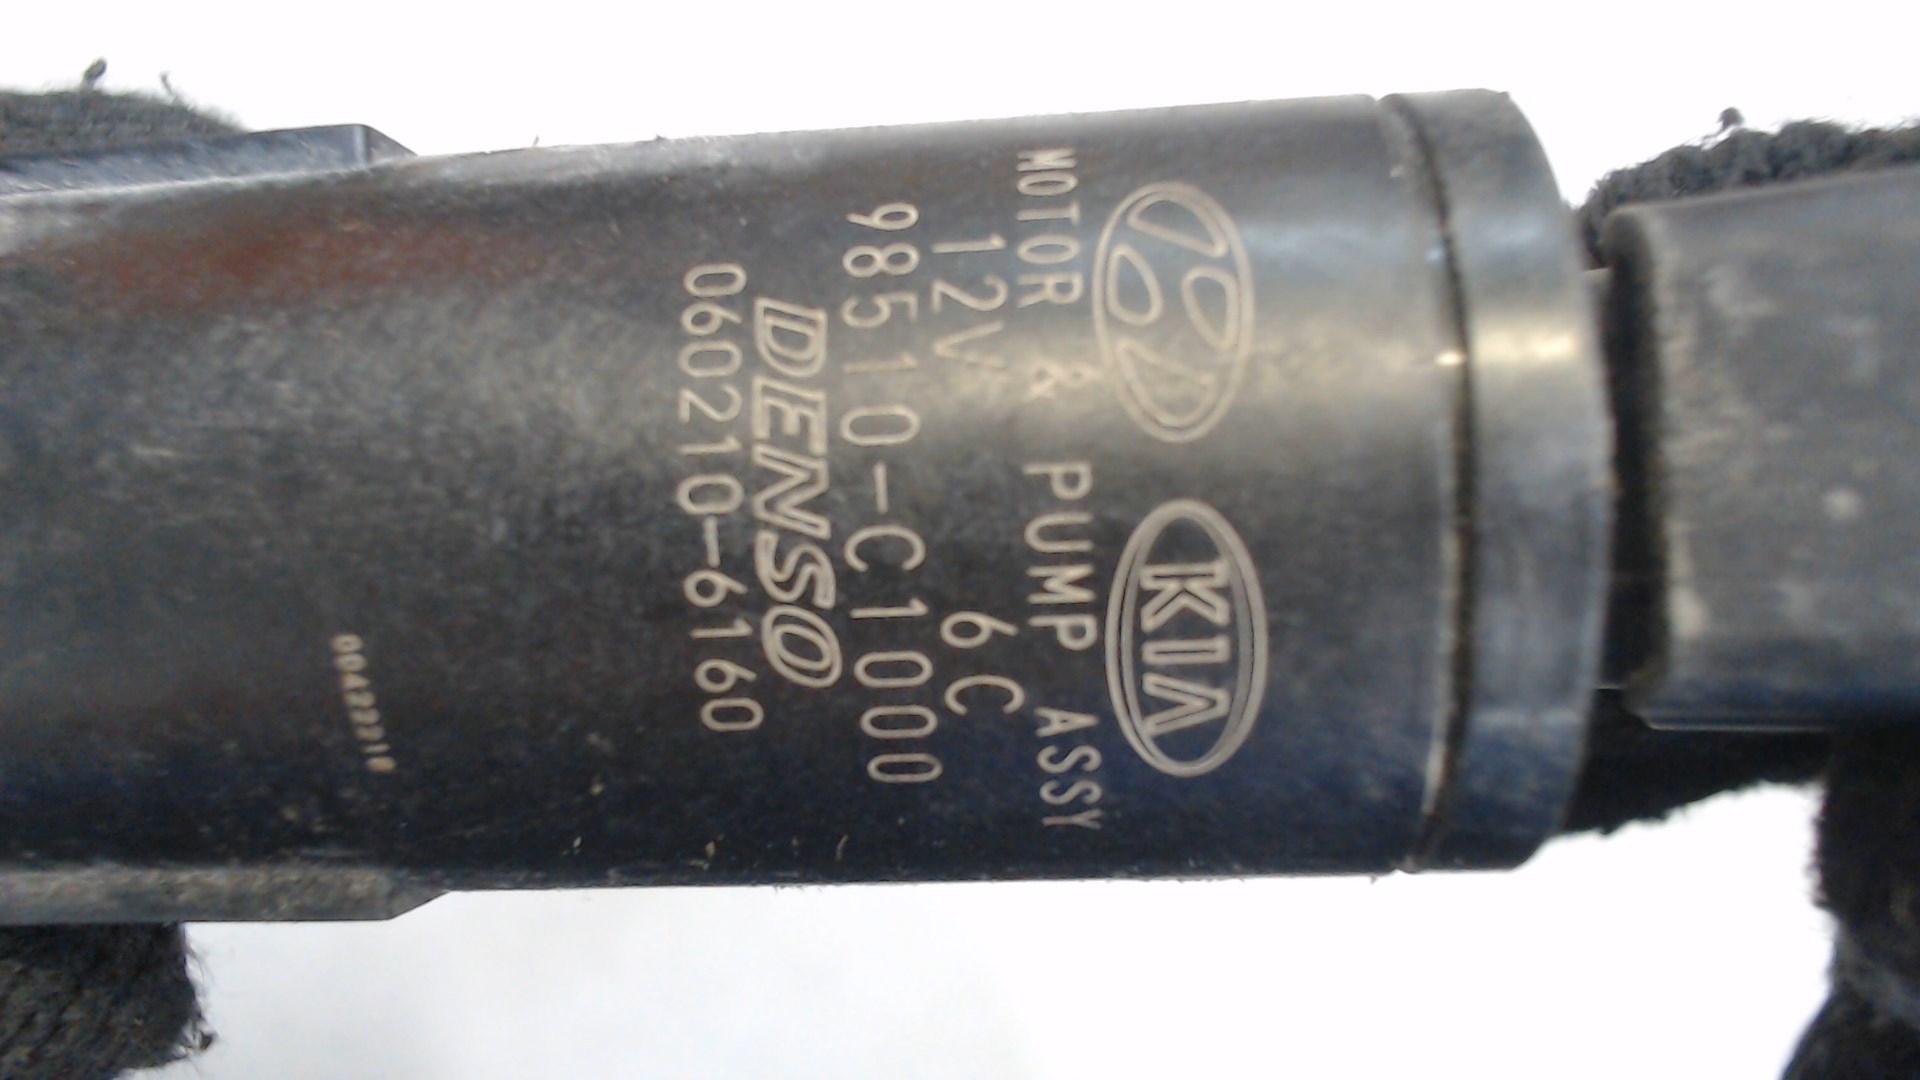 KIA
MOTOR & PUMP ASSY
12V 6C
98510-C1000
DENSO
060210-6160